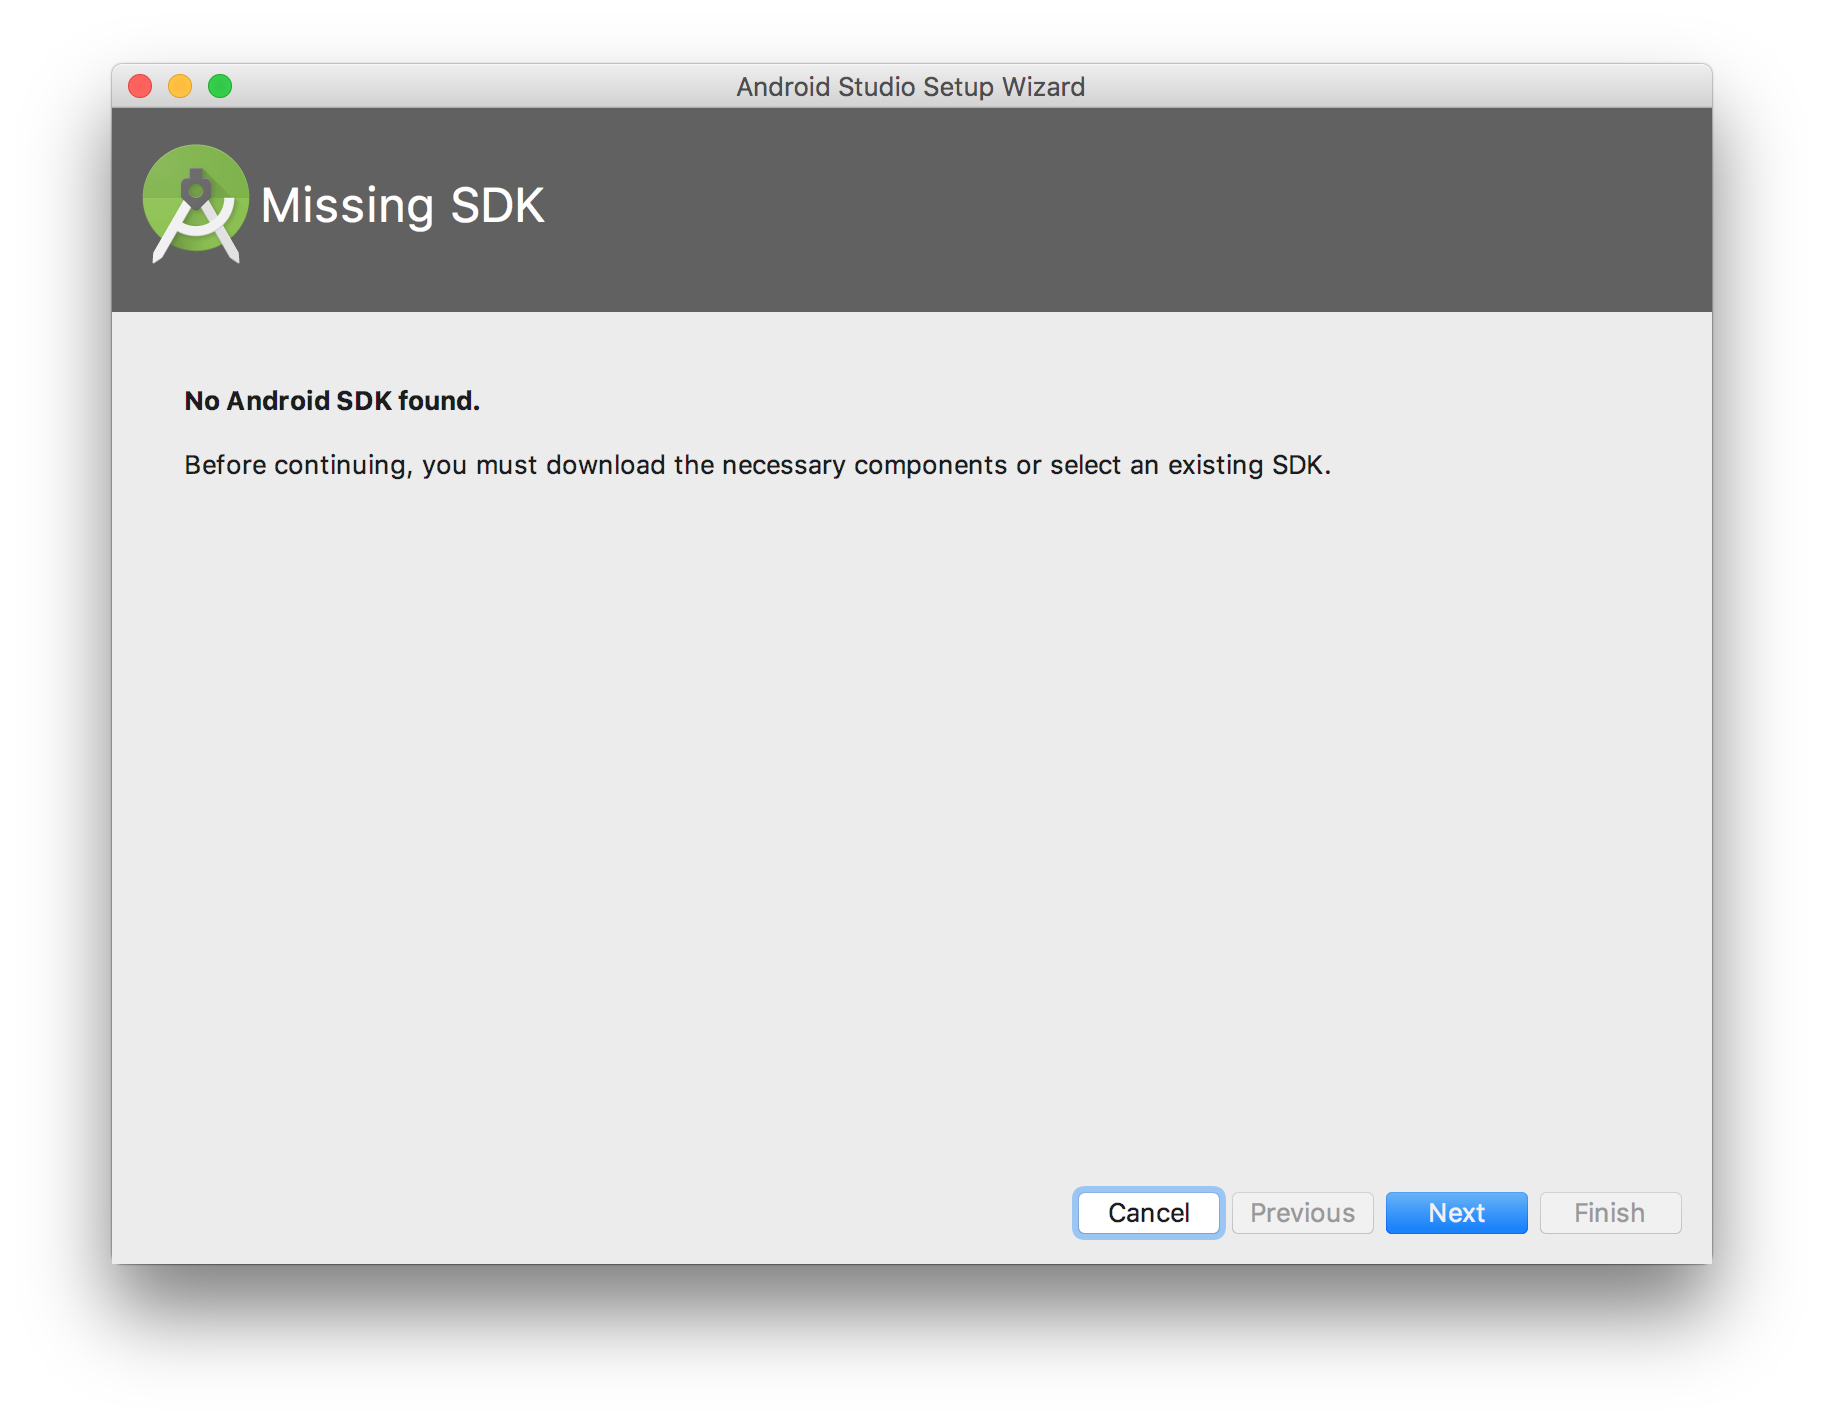 Android Studio Setup Wizard
Missing SDK
No Android SDK found.
Before continuing, you must download the necessary components or select an existing SDK.
Cancel Previous Next Finish